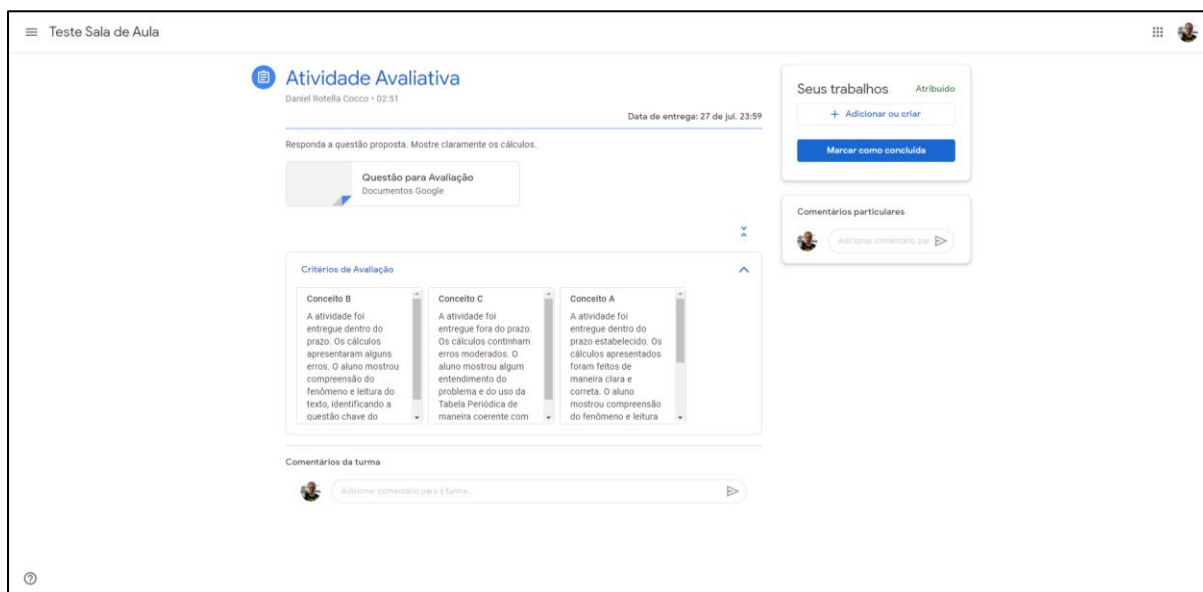 Teste Sala de Aula
Atividade Avaliativa
Daniel Rotella Cocco • 02:51
Data de entrega: 27 de jul. 23:59
Responda a questão proposta. Mostre claramente os cálculos.
Questão para Avaliação
Documentos Google
Critérios de Avaliação
Conceito B
A atividade foi
entregue dentro do
prazo. Os cálculos
apresentaram alguns
erros. O aluno mostrou
compreensão do
fenômeno e leitura do
texto, identificando a
questão chave do
Conceito C
A atividade foi
entregue fora do prazo.
Os cálculos continham
erros moderados. O
aluno mostrou algum
entendimento do
problema e do uso da
Tabela Periódica de
maneira coerente com
Conceito A
A atividade foi
entregue dentro do
prazo estabelecido. Os
cálculos apresentados
foram feitos de
maneira clara e
correta. O aluno
mostrou compreensão
do fenômeno e leitura
Comentários da turma
Adicionar comentário para a turma...
Seus trabalhos
Atribuído
+ Adicionar ou criar
Marcar como concluída
Comentários particulares
Adicionar comentário par